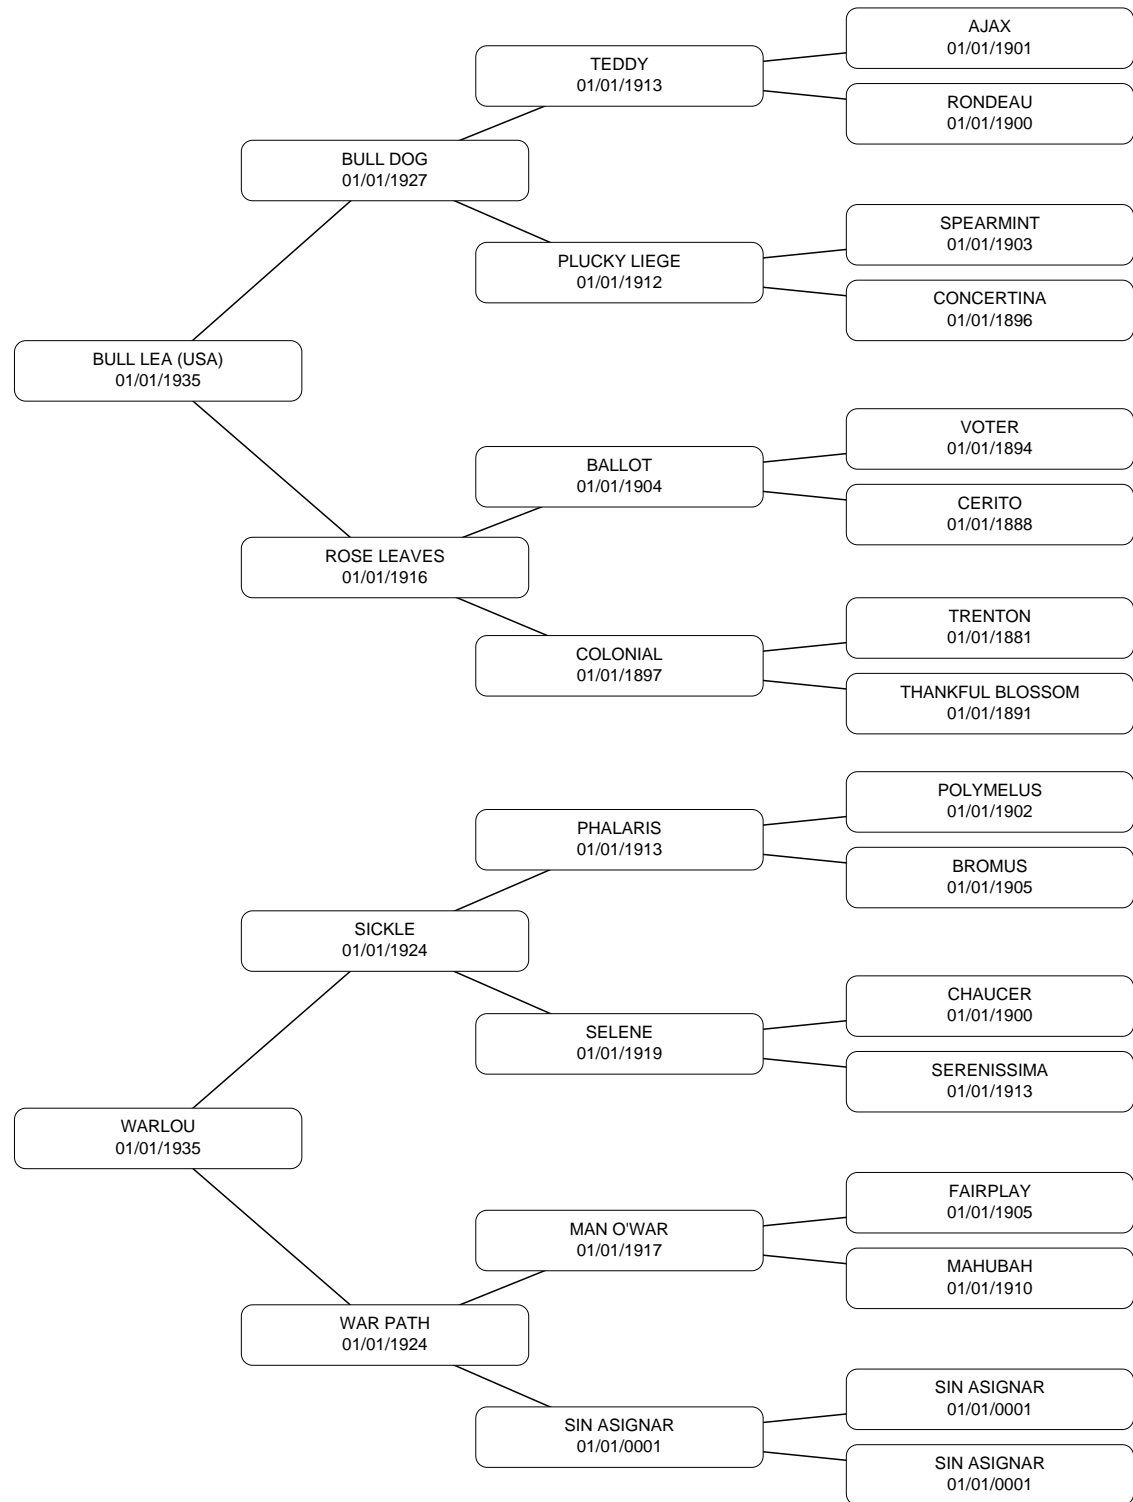 AJAX
01/01/1901
TEDDY
01/01/1913
RONDEAU
01/01/1900
BULL DOG
01/01/1927
SPEARMINT
01/01/1903
PLUCKY LIEGE
01/01/1912
CONCERTINA
01/01/1896
BULL LEA (USA)
01/01/1935
VOTER
01/01/1894
BALLOT
01/01/1904
CERITO
01/01/1888
ROSE LEAVES
01/01/1916
TRENTON
01/01/1881
COLONIAL
01/01/1897
THANKFUL BLOSSOM
01/01/1891
POLYMELUS
01/01/1902
PHALARIS
01/01/1913
BROMUS
01/01/1905
SICKLE
01/01/1924
CHAUCER
01/01/1900
SELENE
01/01/1919
SERENISSIMA
01/01/1913
WARLOU
01/01/1935
FAIRPLAY
01/01/1905
MAN O'WAR
01/01/1917
MAHUBAH
01/01/1910
WAR PATH
01/01/1924
SIN ASIGNAR
01/01/0001
SIN ASIGNAR
01/01/0001
SIN ASIGNAR
01/01/0001